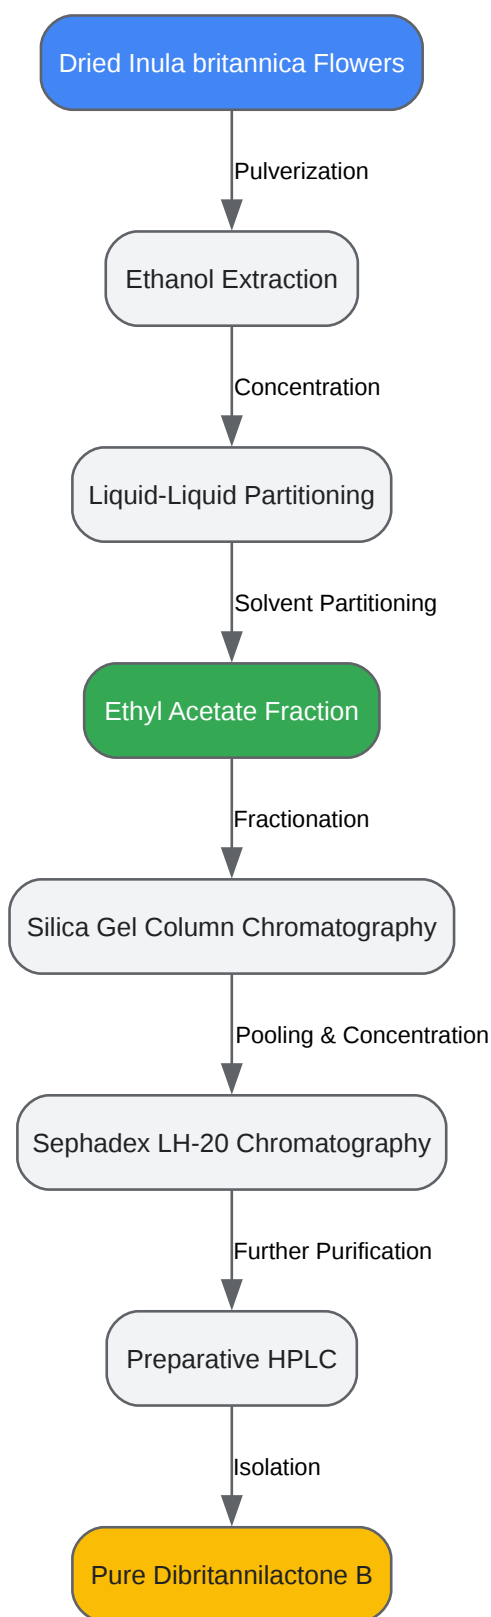 Dried Inula britannica Flowers
Pulverization
Ethanol Extraction
Concentration
Liquid-Liquid Partitioning
Solvent Partitioning
Ethyl Acetate Fraction
Fractionation
Silica Gel Column Chromatography
Pooling & Concentration
Sephadex LH-20 Chromatography
Further Purification
Preparative HPLC
Isolation
Pure Dibritannilactone B